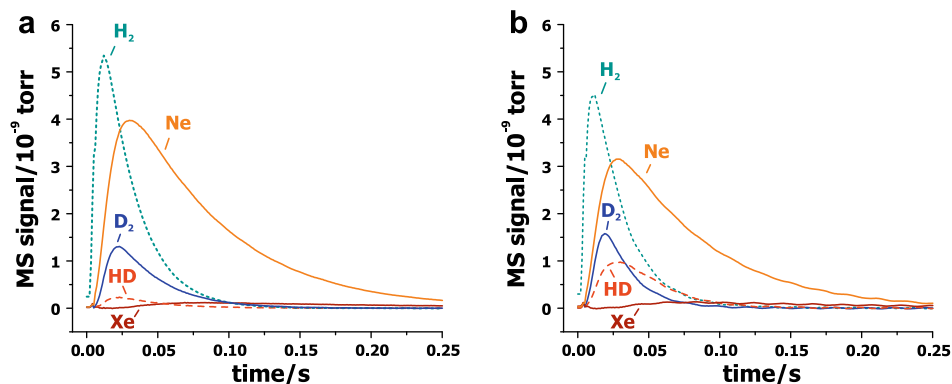 a
6
5
4
3
2
1
0
MS signal/10⁻⁹ torr
H₂
Ne
D₂
HD
Xe
0.00 0.05 0.10 0.15 0.20 0.25
time/s
b
6
5
4
3
2
1
0
MS signal/10⁻⁹ torr
H₂
Ne
D₂
HD
Xe
0.00 0.05 0.10 0.15 0.20 0.25
time/s